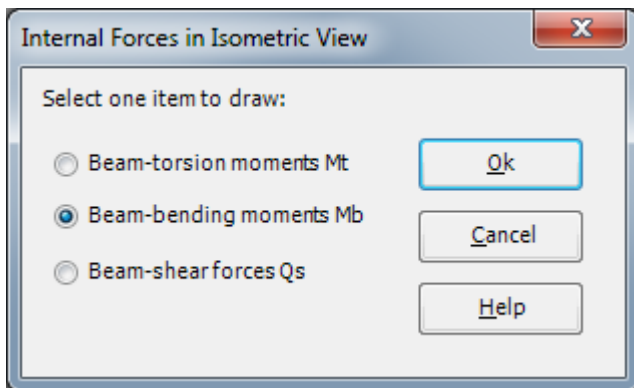 Internal Forces in Isometric View
Select one item to draw:
Beam-torsion moments Mt
Beam-bending moments Mb
Beam-shear forces Qs
Ok
Cancel
Help